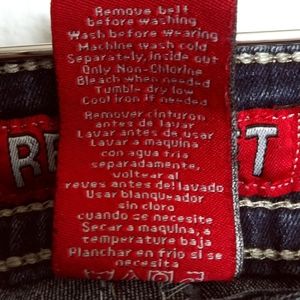 Remove belt
before washing
Wash before wearing
Machine wash cold
Separately, inside out
Only Non-Chlorine
Bleach when needed
Tumble dry low
Cool iron if needed
Remover cinturon
antes de lavar
Lavar antes de usar
Lavar a maquina
con agua fria
separadamente,
voltear al
reves antes del lavado
Usar blanqueador
sin cloro
cuando se necesite
Secar a maquina, a
temperatura baja
Planchar en frio si se
necesite